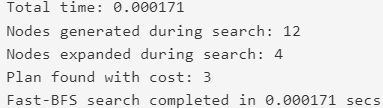 Total time: 0.000171
Nodes generated during search: 12
Nodes expanded during search: 4
Plan found with cost: 3
Fast-BFS search completed in 0.000171 secs